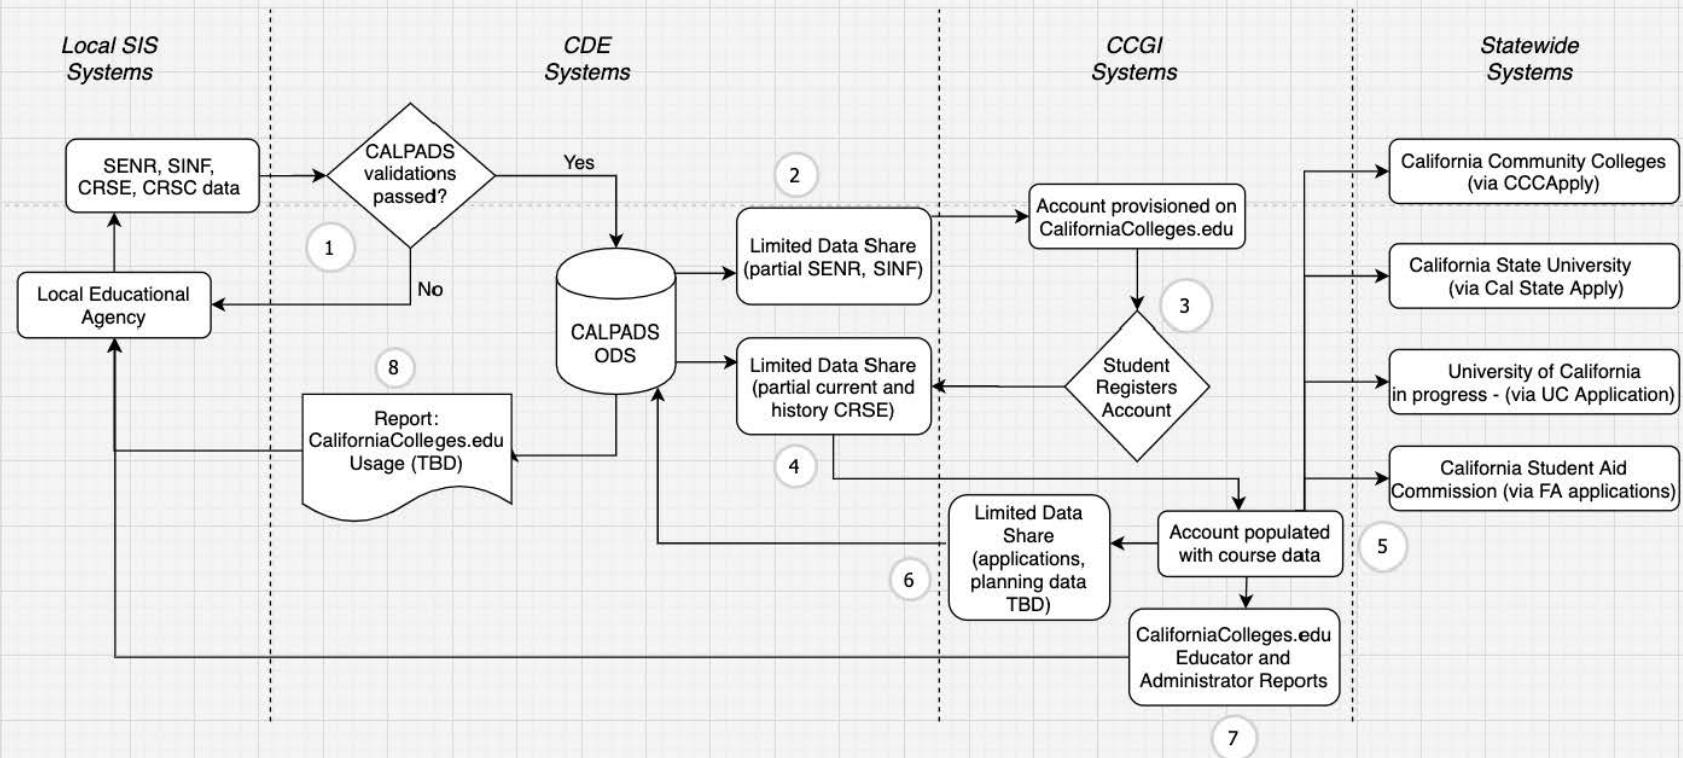 Local SIS
Systems
CDE
Systems
CCGI
Systems
Statewide
Systems
SENR, SINF,
CRSE, CRSC data
CALPADS
validations
passed?
Yes
No
1
Local Educational
Agency
CALPADS
ODS
2
Limited Data Share
(partial SENR, SINF)
Limited Data Share
(partial current and
history CRSE)
4
8
Report:
CaliforniaColleges.edu
Usage (TBD)
Account provisioned on
CaliforniaColleges.edu
3
Student
Registers
Account
Limited Data
Share
(applications,
planning data
TBD)
6
Account populated
with course data
5
CaliforniaColleges.edu
Educator and
Administrator Reports
7
California Community Colleges
(via CCCApply)
California State University
(via Cal State Apply)
University of California
in progress - (via UC Application)
California Student Aid
Commission (via FA applications)